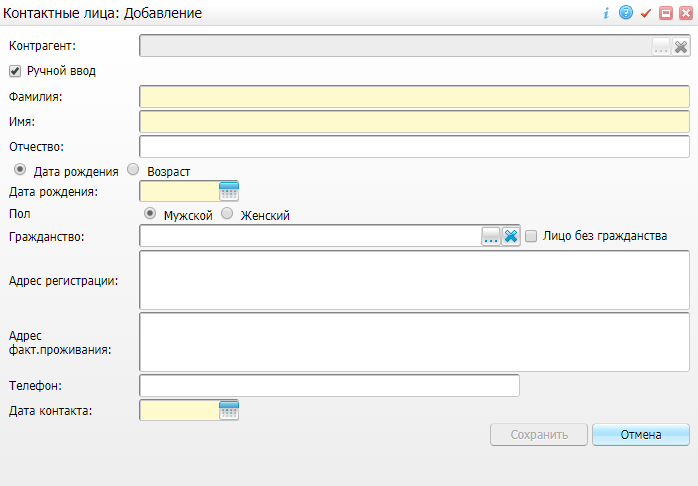 Контактные лица: Добавление
Контрагент:
...
Ручной ввод
Фамилия:
Имя:
Отчество:
Дата рождения Возраст
Дата рождения:
Пол Мужской Женский
Гражданство: ... Лицо без гражданства
Адрес регистрации:
Адрес
факт.проживания:
Телефон:
Дата контакта:
Сохранить Отмена